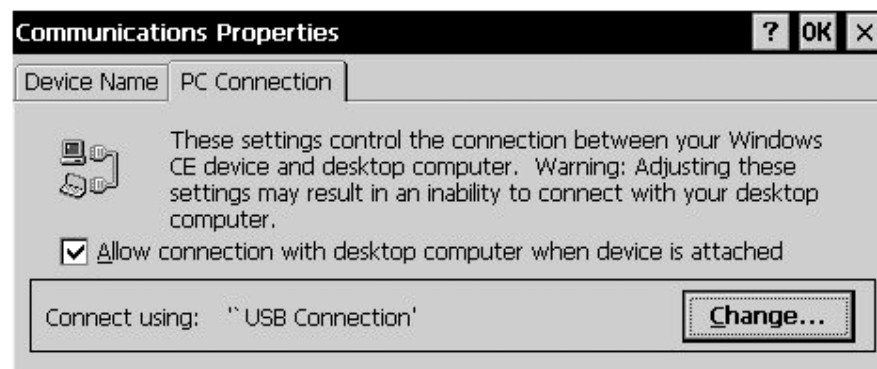 Communications Properties ? OK ×
Device Name PC Connection
These settings control the connection between your Windows
CE device and desktop computer. Warning: Adjusting these
settings may result in an inability to connect with your desktop
computer.
Allow connection with desktop computer when device is attached
Connect using: '`USB Connection' Change...